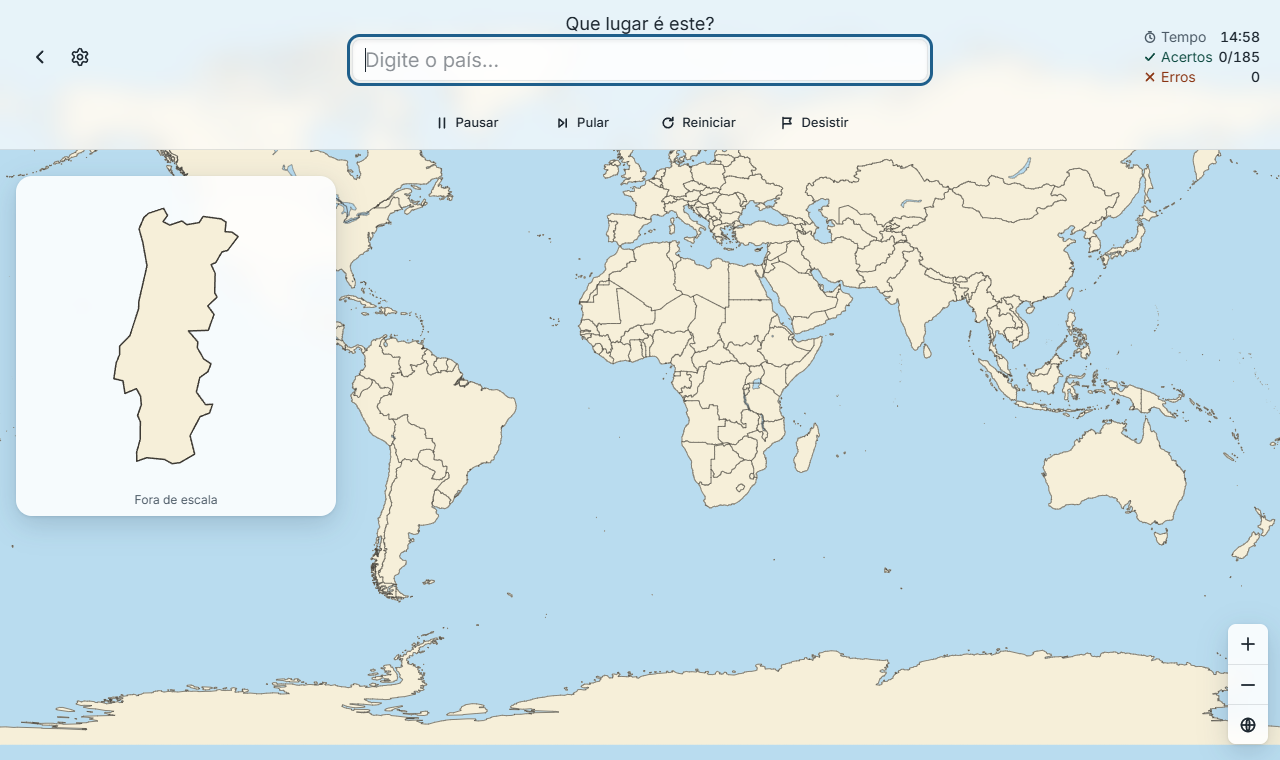 Que lugar é este?
Digite o país...
Tempo 14:58
Acertos 0/185
Erros 0
Pausar
Pular
Reiniciar
Desistir
Fora de escala